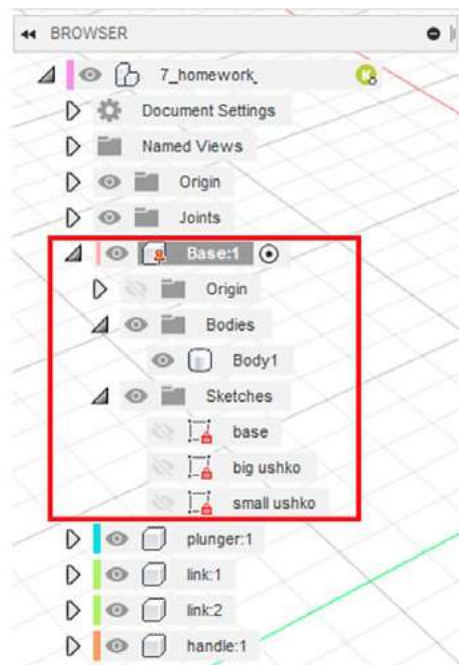 BROWSER
7_homework_
Document Settings
Named Views
Origin
Joints
Base:1
Origin
Bodies
Body1
Sketches
base
big ushko
small ushko
plunger:1
link:1
link:2
handle:1